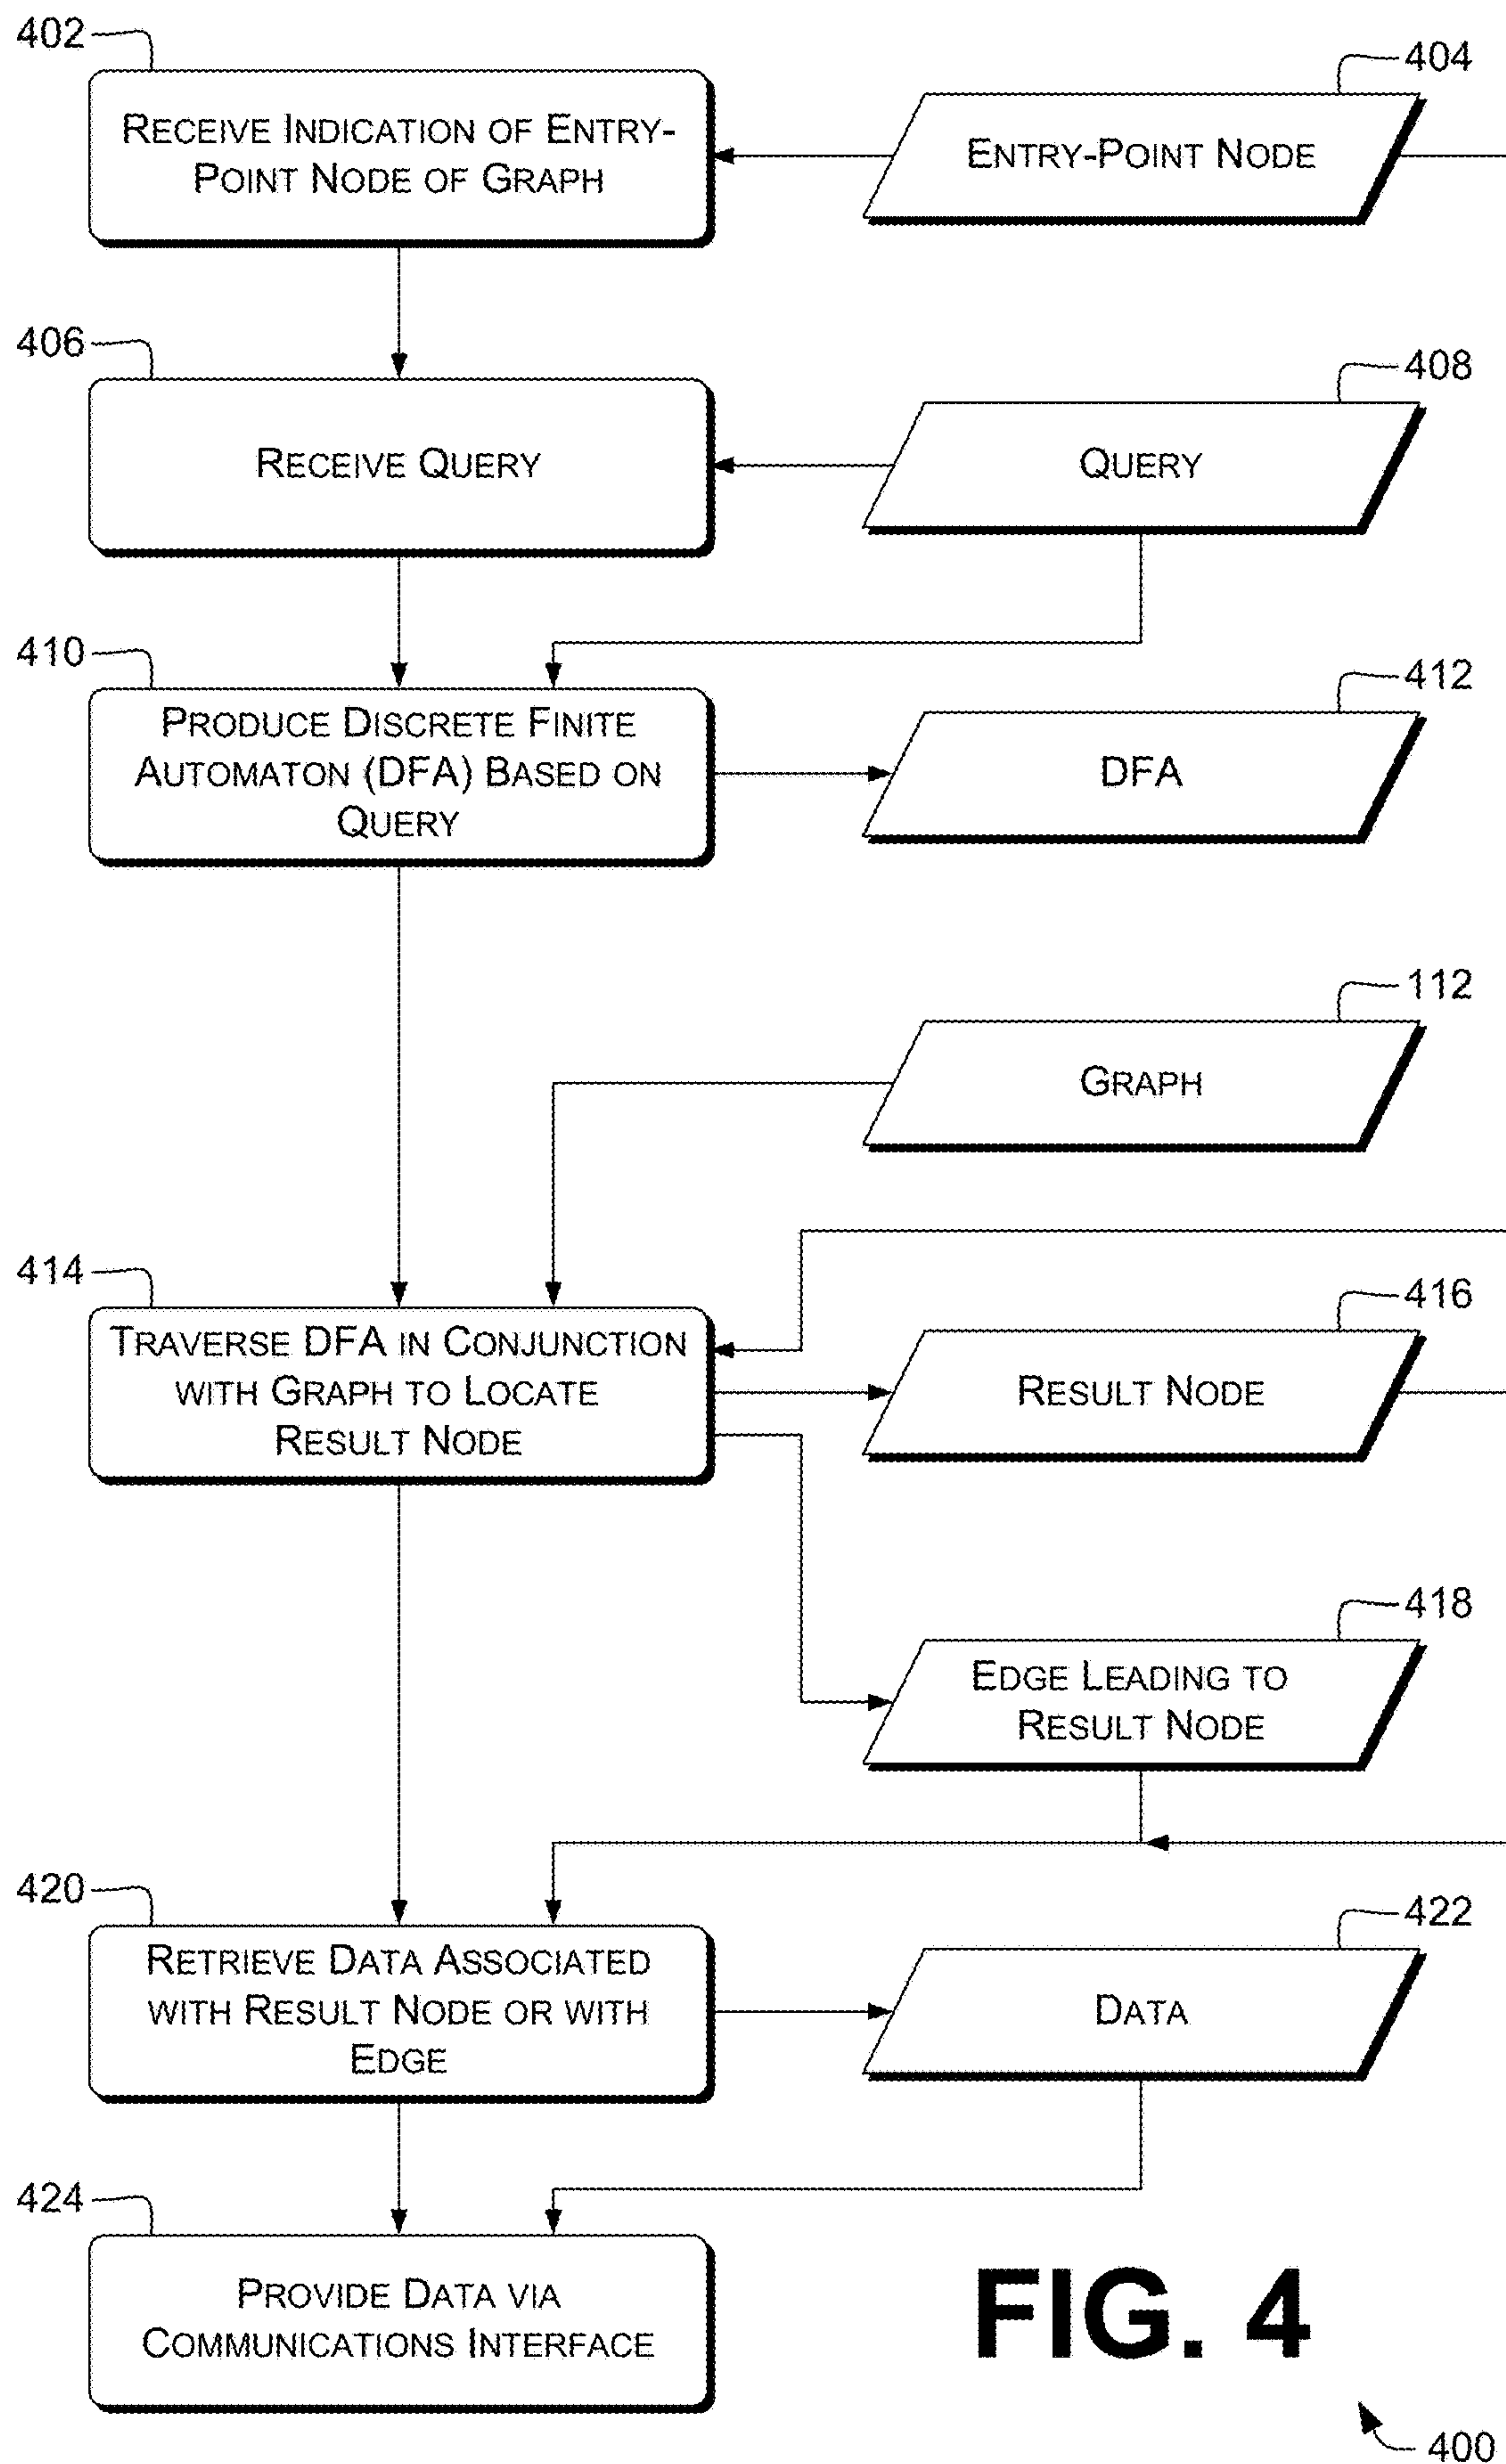 402
RECEIVE INDICATION OF ENTRY-
POINT NODE OF GRAPH
404
ENTRY-POINT NODE
406
RECEIVE QUERY
408
QUERY
410
PRODUCE DISCRETE FINITE
AUTOMATON (DFA) BASED ON
QUERY
412
DFA
112
GRAPH
414
TRAVERSE DFA IN CONJUNCTION
WITH GRAPH TO LOCATE
RESULT NODE
416
RESULT NODE
418
EDGE LEADING TO
RESULT NODE
420
RETRIEVE DATA ASSOCIATED
WITH RESULT NODE OR WITH
EDGE
422
DATA
424
PROVIDE DATA VIA
COMMUNICATIONS INTERFACE
FIG. 4
400